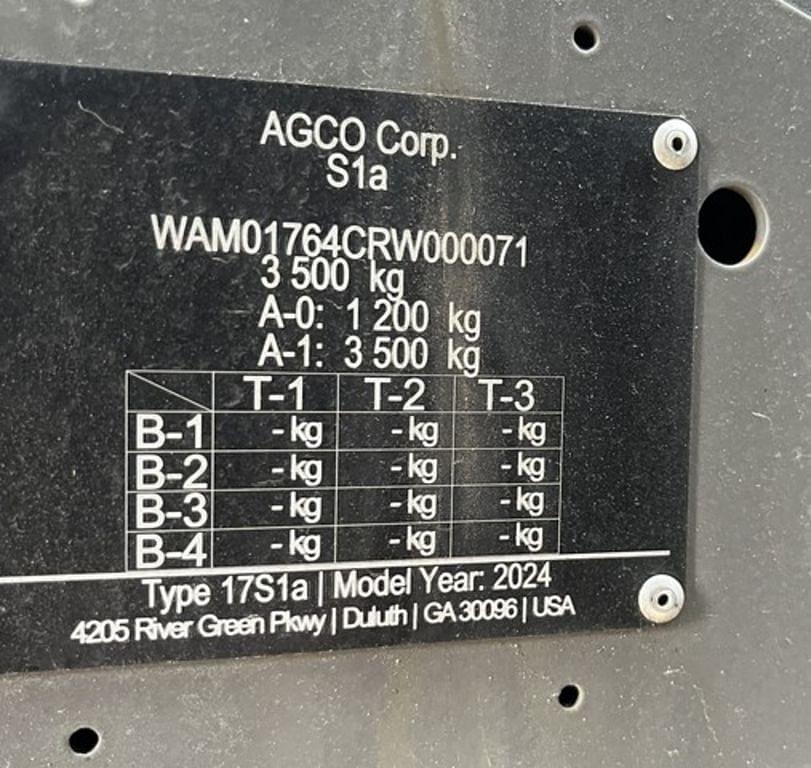 AGCO Corp.
S1a
WAM01764CRW000071
3 500 kg
A-0: 1 200 kg
A-1: 3 500 kg
T-1 T-2 T-3
B-1 - kg - kg - kg
B-2 - kg - kg - kg
B-3 - kg - kg - kg
B-4 - kg - kg - kg
Type 17S1a | Model Year: 2024
4205 River Green Pkwy | Duluth | GA 30096 | USA